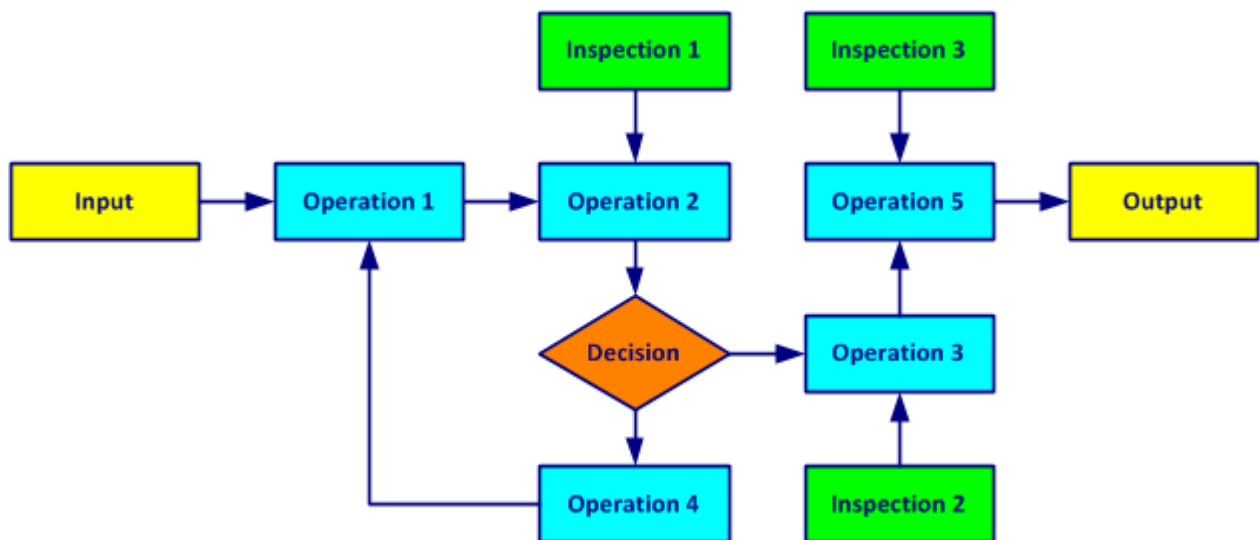 Inspection 1
Inspection 3
Input
Operation 1
Operation 2
Operation 5
Output
Decision
Operation 3
Operation 4
Inspection 2